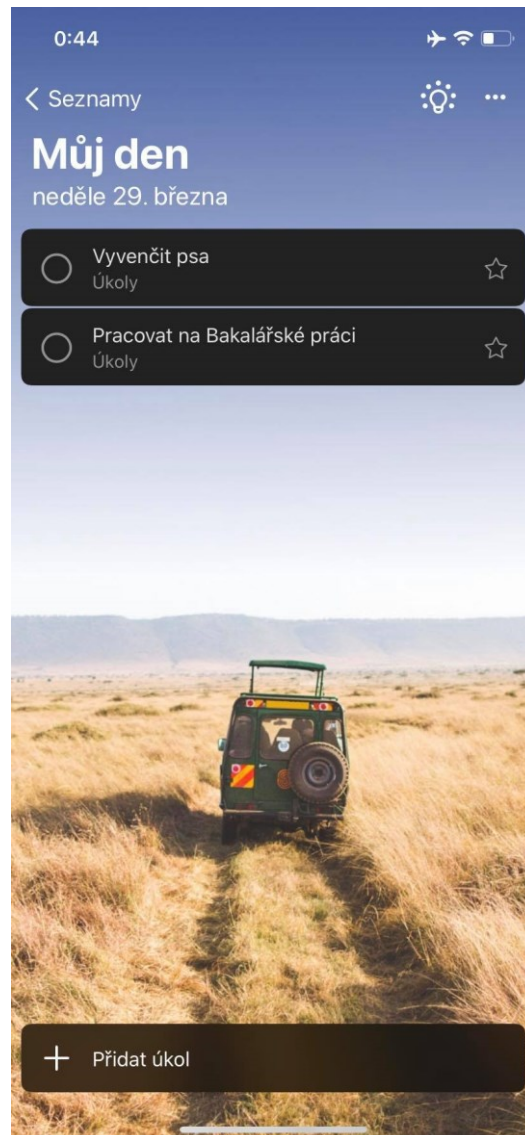 0:44
Seznamy
Můj den
neděle 29. března
Vyvenčit psa
Úkoly
Pracovat na Bakalářské práci
Úkoly
Přidat úkol